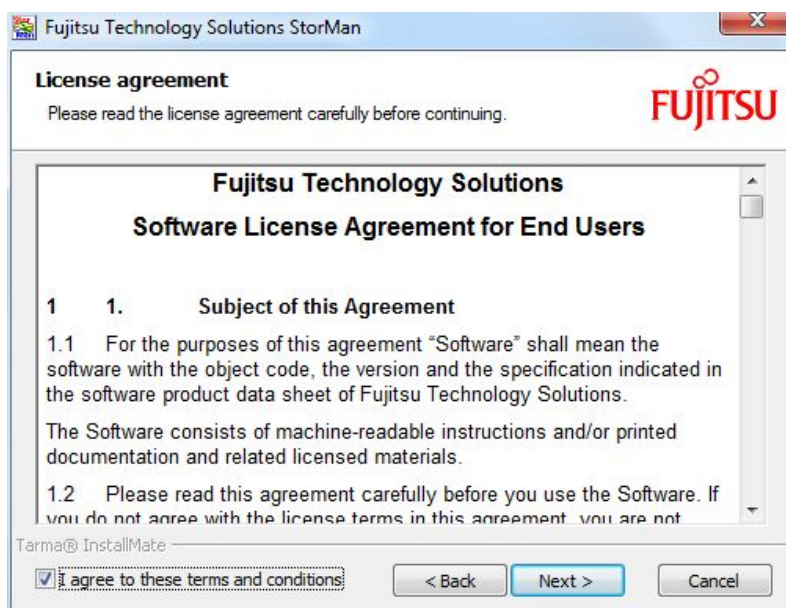 Fujitsu Technology Solutions StorMan
License agreement
Please read the license agreement carefully before continuing.
FUJITSU
Fujitsu Technology Solutions
Software License Agreement for End Users
1 1. Subject of this Agreement
1.1 For the purposes of this agreement “Software” shall mean the
software with the object code, the version and the specification indicated in
the software product data sheet of Fujitsu Technology Solutions.
The Software consists of machine-readable instructions and/or printed
documentation and related licensed materials.
1.2 Please read this agreement carefully before you use the Software. If
you do not agree with the license terms in this agreement, you are not
Tarma® InstallMate
I agree to these terms and conditions
< Back
Next >
Cancel